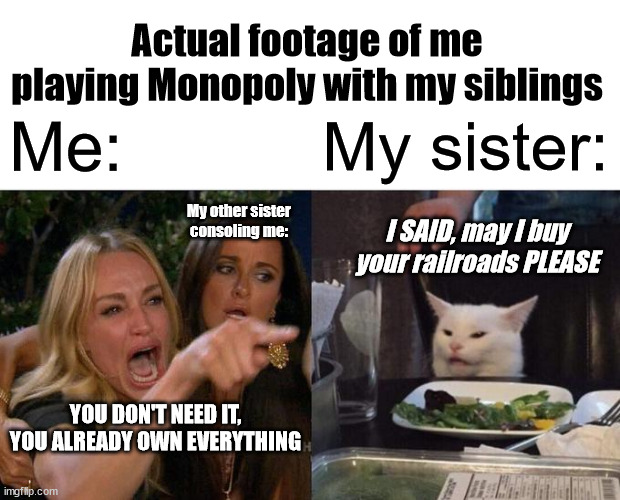 Actual footage of me
playing Monopoly with my siblings
Me:
My sister:
My other sister
consoling me:
I SAID, may I buy
your railroads PLEASE
YOU DON'T NEED IT,
YOU ALREADY OWN EVERYTHING
imgflip.com